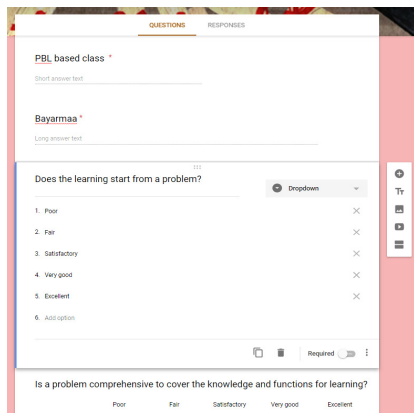 QUESTIONS RESPONSES
PBL based class *
Short answer text
Bayarmaa *
Long answer text
Does the learning start from a problem?
Dropdown
1. Poor
2. Fair
3. Satisfactory
4. Very good
5. Excellent
6. Add option
Required
Is a problem comprehensive to cover the knowledge and functions for learning?
Poor Fair Satisfactory Very good Excellent